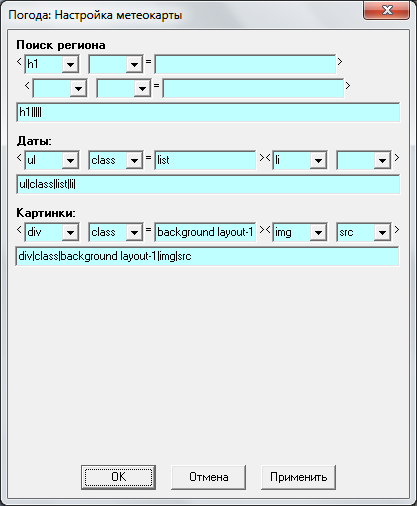 Погода: Настройка метеокарты
Поиск региона
< h1 = >
< = >
h1|||||
Даты:
< ul class = list >< li >
ul|class|list|li|
Картинки:
< div class = background layout-1 >< img src >
div|class|background layout-1|img|src
OK Отмена Применить